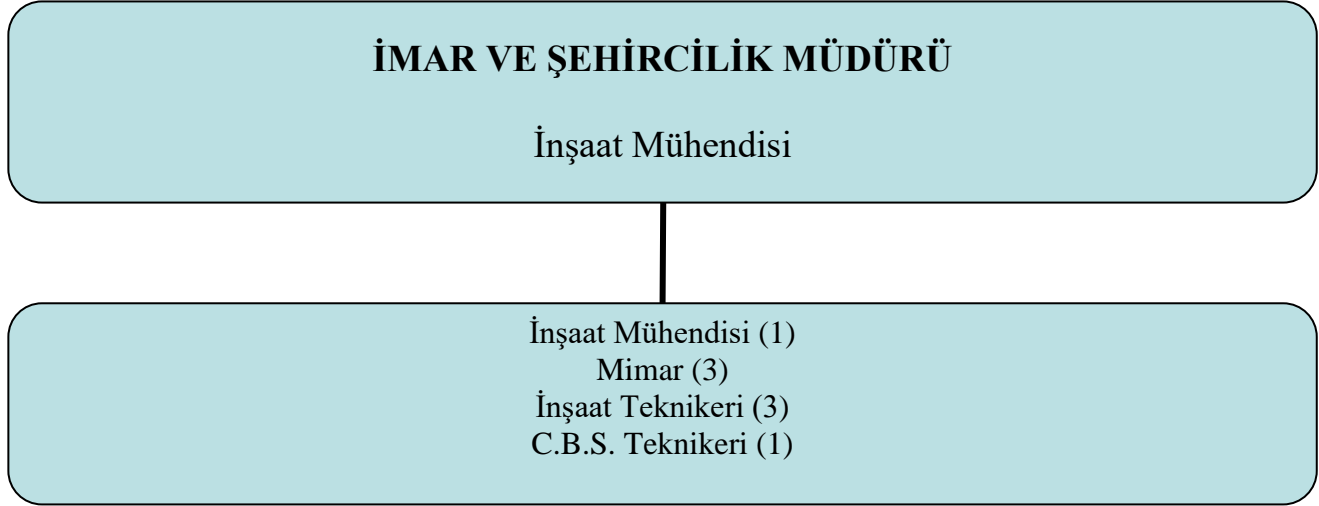 İMAR VE ŞEHİRCİLİK MÜDÜRÜ
İnşaat Mühendisi
İnşaat Mühendisi (1)
Mimar (3)
İnşaat Teknikeri (3)
C.B.S. Teknikeri (1)